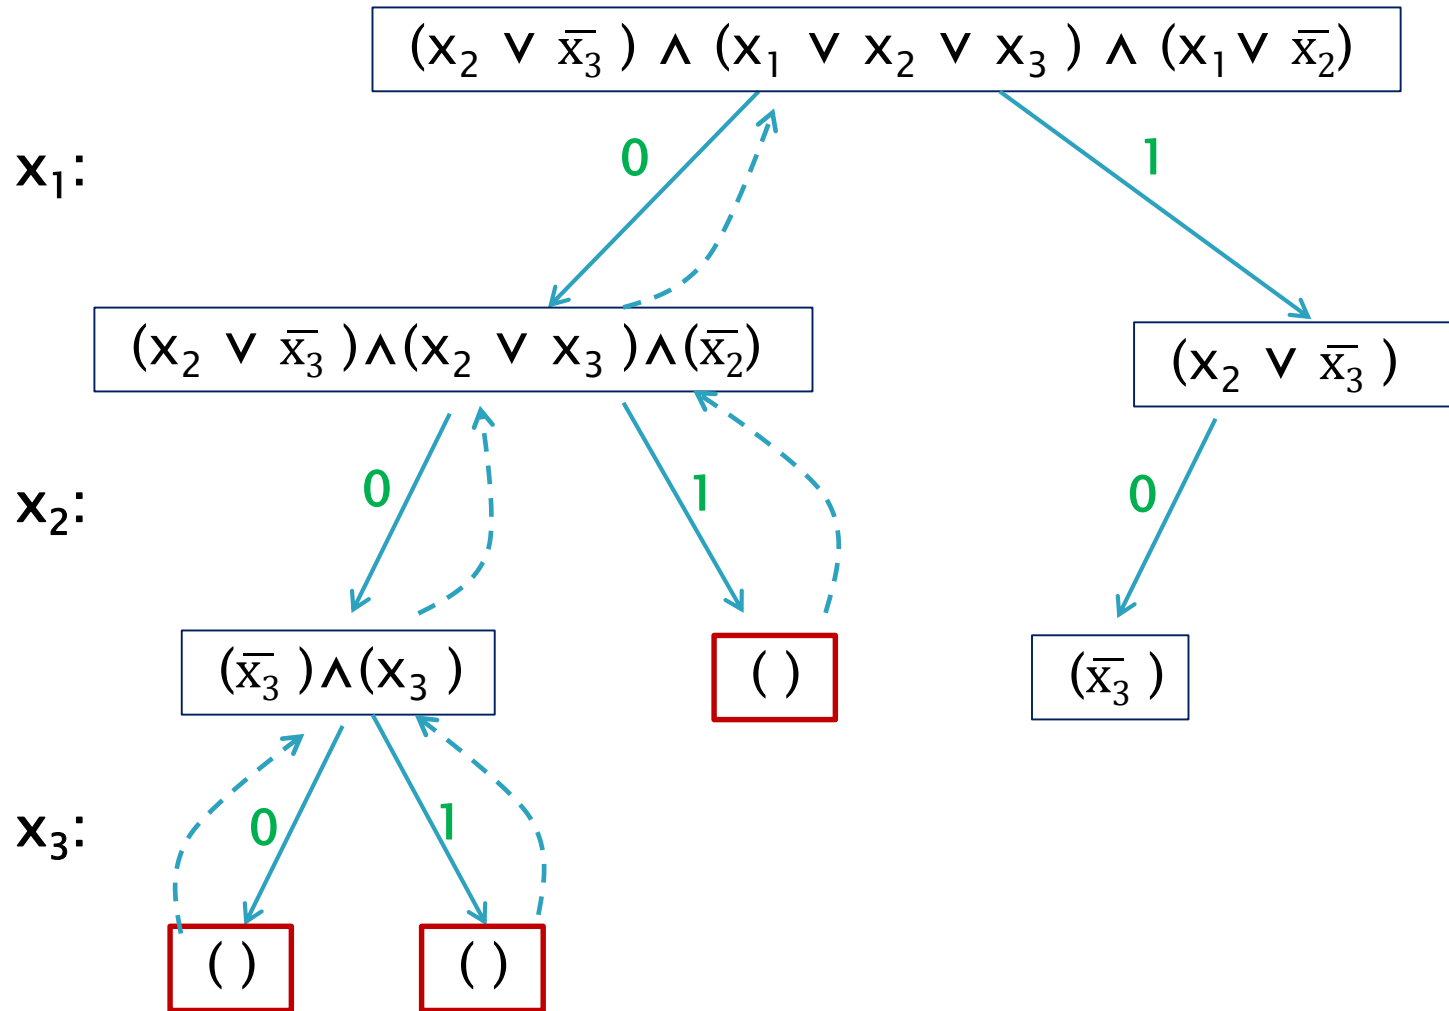 (x₂ ∨ x̅₃ ) ∧ (x₁ ∨ x₂ ∨ x₃ ) ∧ (x₁ ∨ x̅₂)
0
1
x₁:
(x₂ ∨ x̅₃ )∧(x₂ ∨ x₃ )∧(x̅₂)
(x₂ ∨ x̅₃ )
0
1
0
x₂:
(x̅₃ )∧(x₃ )
( )
(x̅₃ )
0
1
x₃:
( )
( )